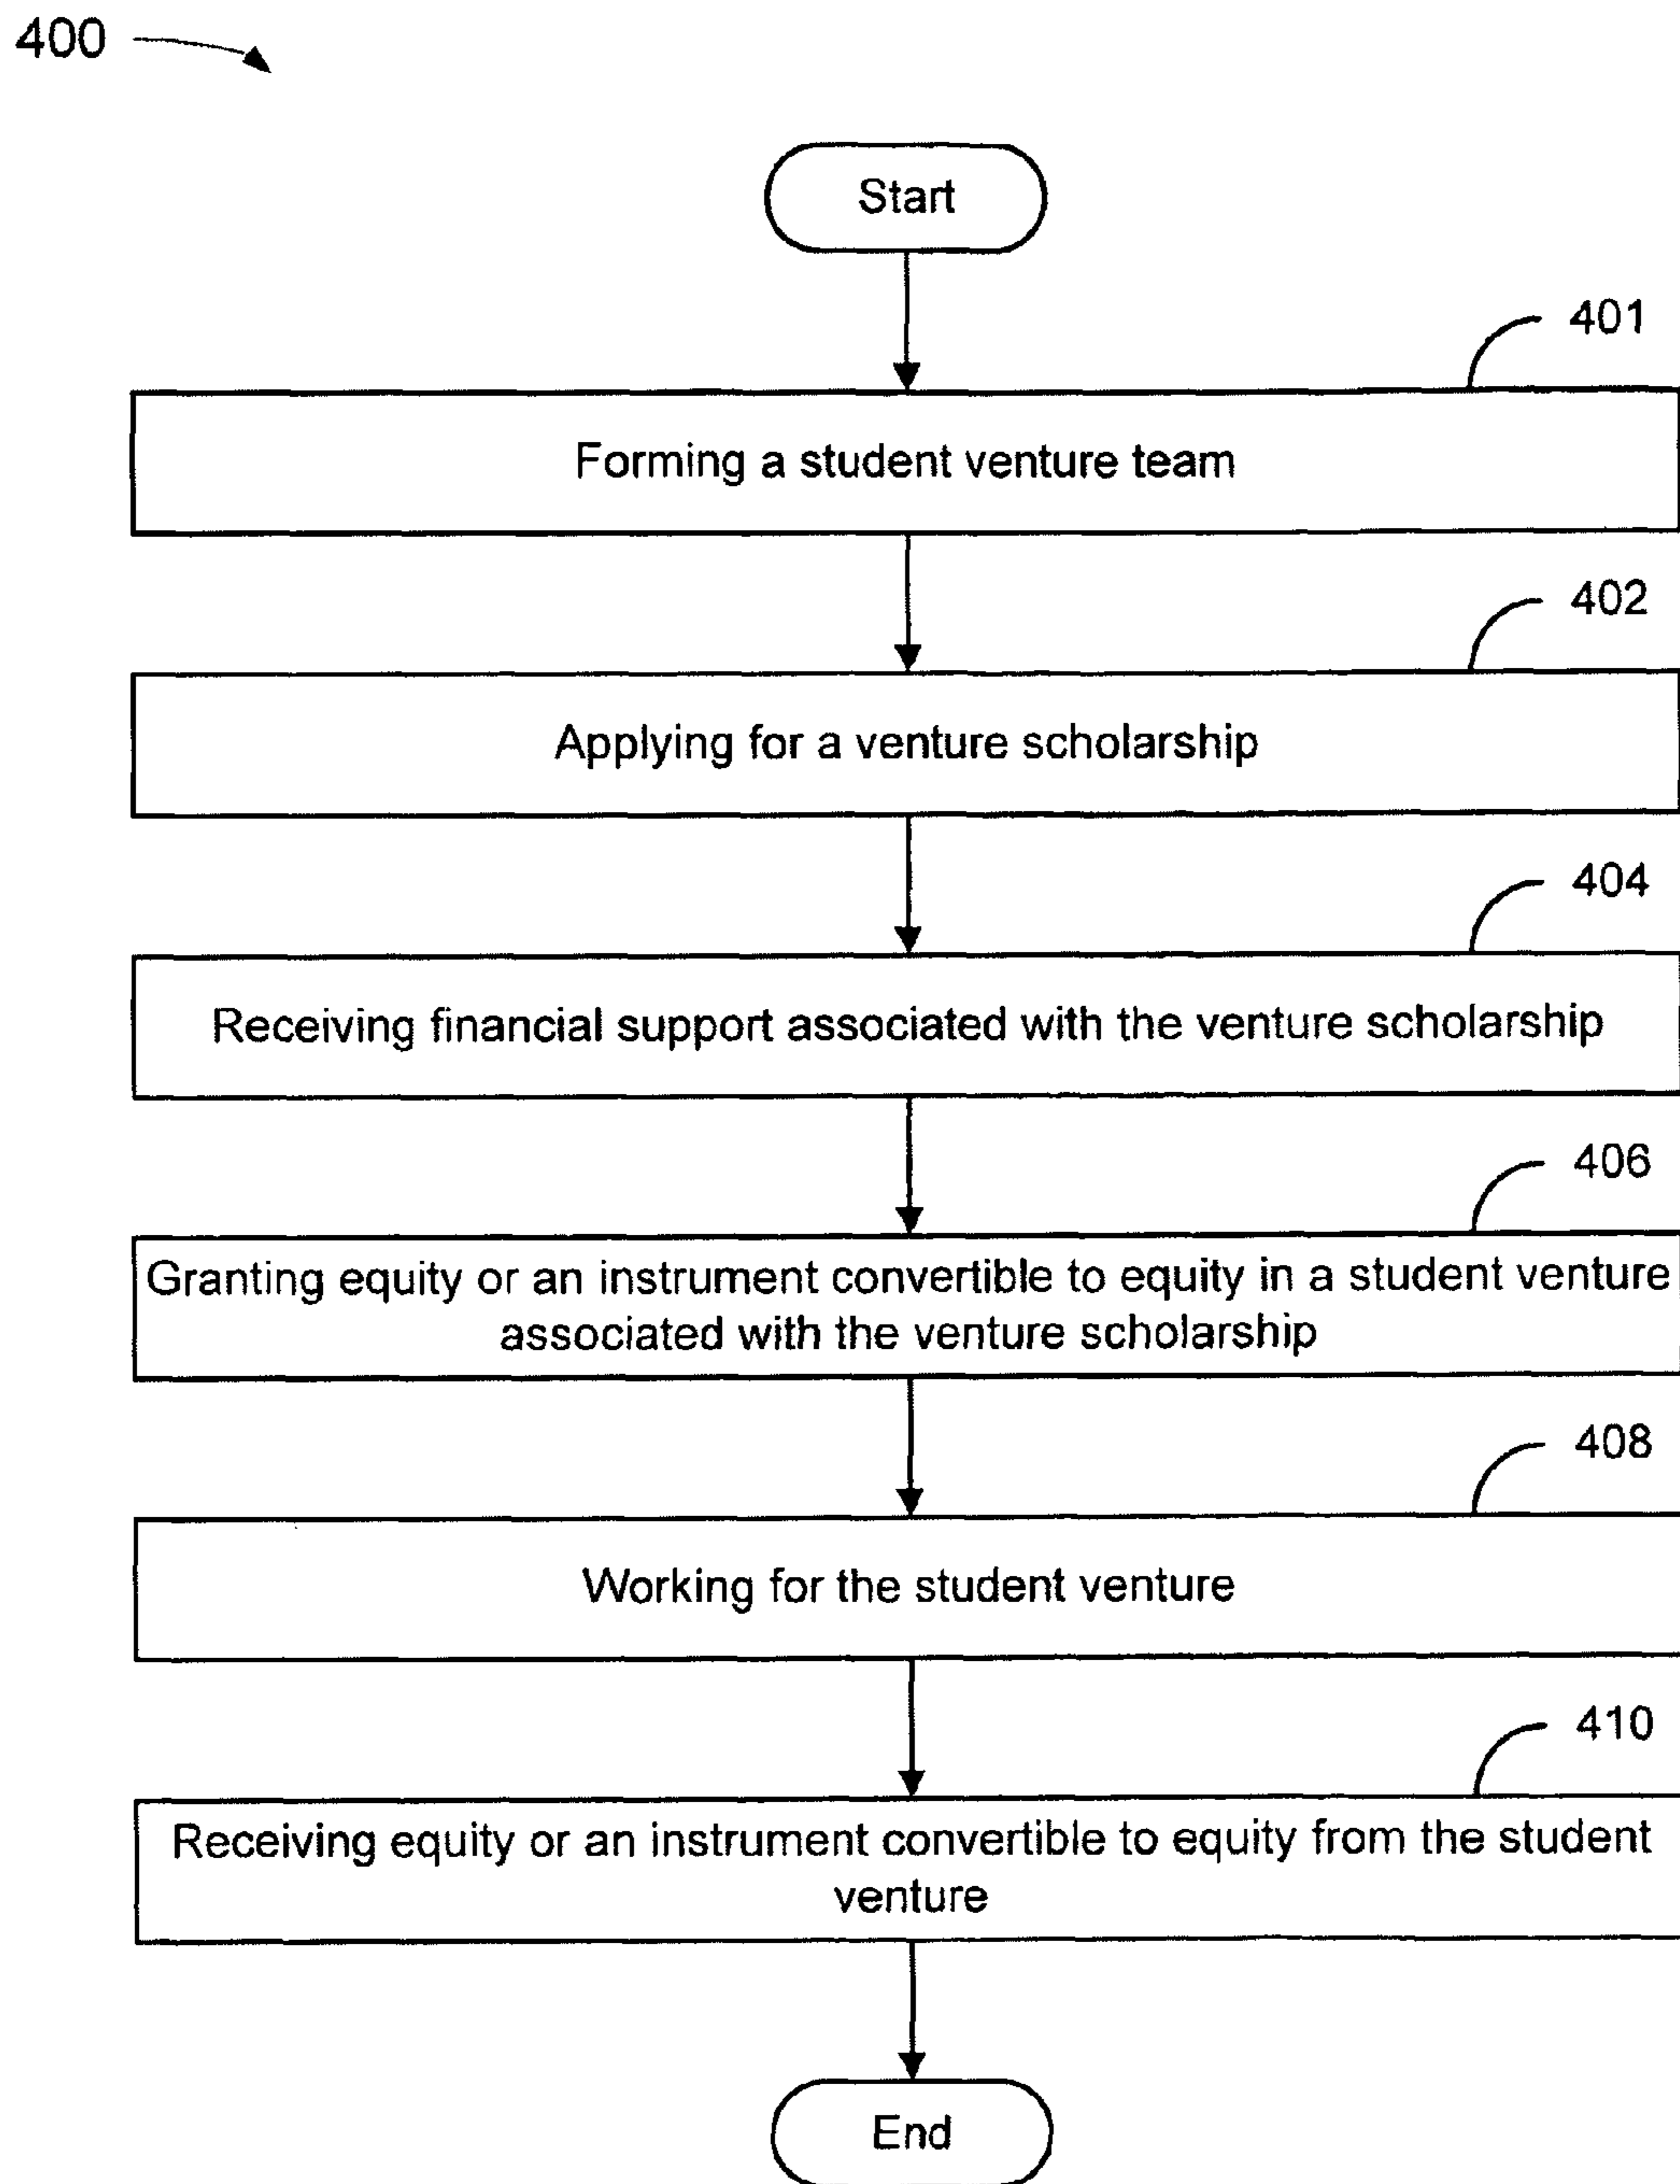 400
Start
401
Forming a student venture team
402
Applying for a venture scholarship
404
Receiving financial support associated with the venture scholarship
406
Granting equity or an instrument convertible to equity in a student venture
associated with the venture scholarship
408
Working for the student venture
410
Receiving equity or an instrument convertible to equity from the student
venture
End